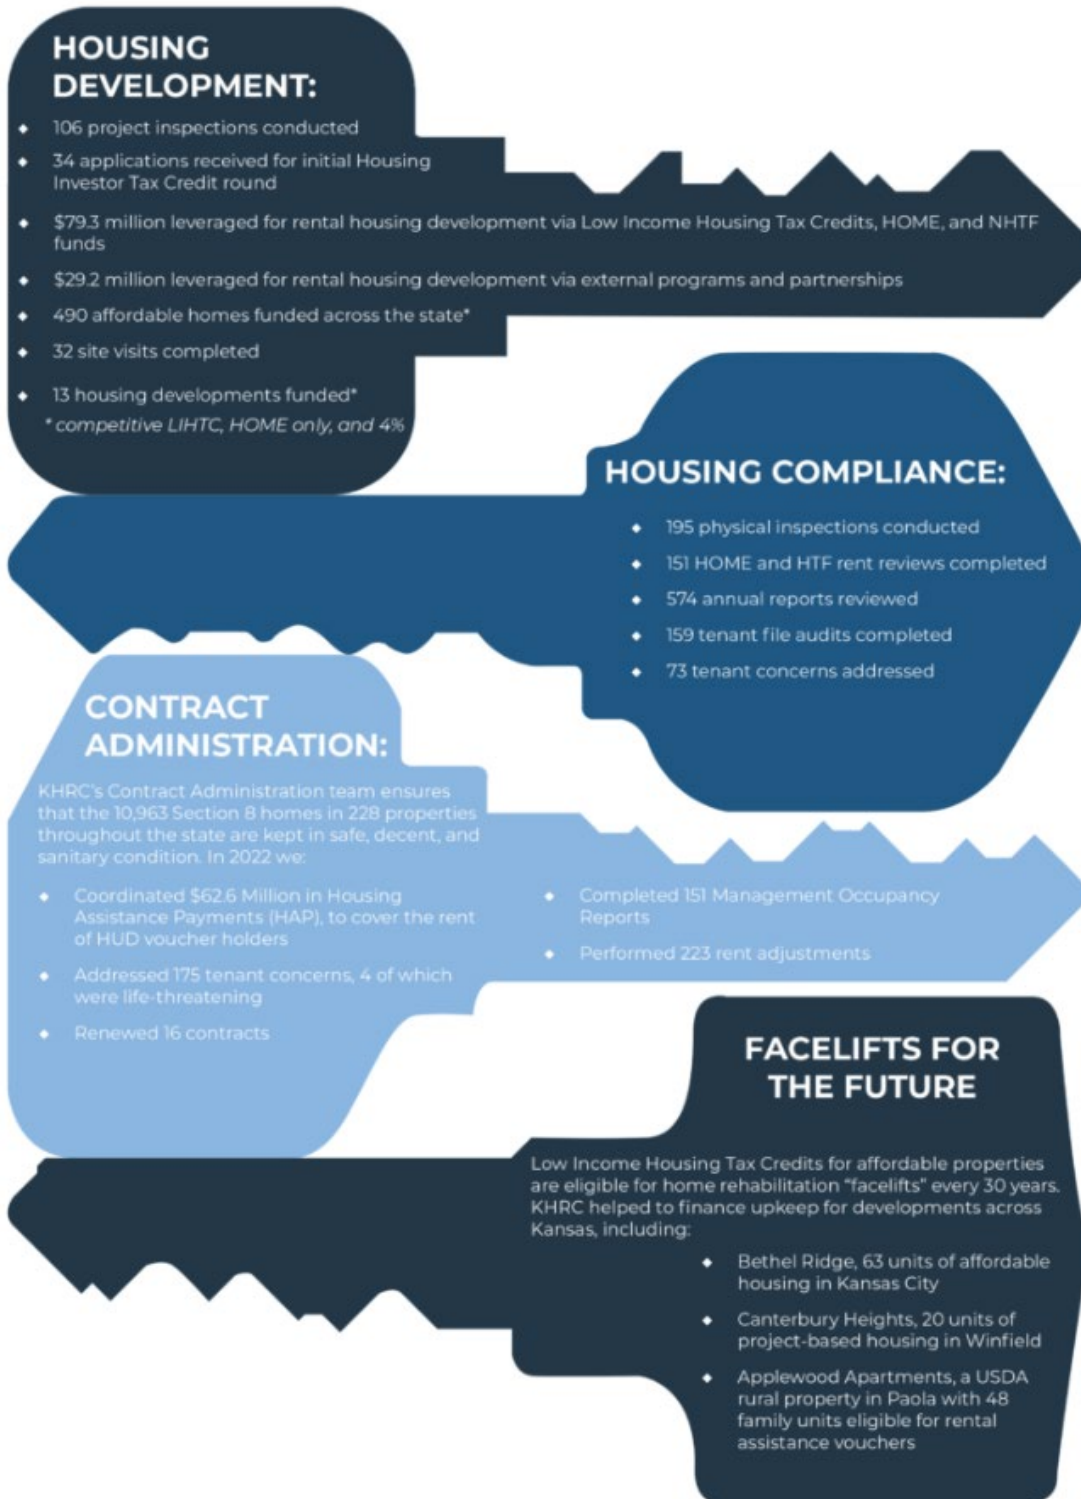 HOUSING
DEVELOPMENT:
◆ 106 project inspections conducted
◆ 34 applications received for initial Housing
Investor Tax Credit round
◆ $79.3 million leveraged for rental housing development via Low Income Housing Tax Credits, HOME, and NHTF
funds
◆ $29.2 million leveraged for rental housing development via external programs and partnerships
◆ 490 affordable homes funded across the state*
◆ 32 site visits completed
◆ 13 housing developments funded*
* competitive LIHTC, HOME only, and 4%
HOUSING COMPLIANCE:
◆ 195 physical inspections conducted
◆ 151 HOME and HTF rent reviews completed
◆ 574 annual reports reviewed
◆ 159 tenant file audits completed
◆ 73 tenant concerns addressed
CONTRACT
ADMINISTRATION:
KHRC's Contract Administration team ensures
that the 10,963 Section 8 homes in 228 properties
throughout the state are kept in safe, decent, and
sanitary condition. In 2022 we:
◆ Coordinated $62.6 Million in Housing
Assistance Payments (HAP), to cover the rent
of HUD voucher holders
◆ Addressed 175 tenant concerns, 4 of which
were life-threatening
◆ Renewed 16 contracts
◆ Completed 151 Management Occupancy
Reports
◆ Performed 223 rent adjustments
FACELIFTS FOR
THE FUTURE
Low Income Housing Tax Credits for affordable properties
are eligible for home rehabilitation “facelifts” every 30 years.
KHRC helped to finance upkeep for developments across
Kansas, including:
◆ Bethel Ridge, 63 units of affordable
housing in Kansas City
◆ Canterbury Heights, 20 units of
project-based housing in Winfield
◆ Applewood Apartments, a USDA
rural property in Paola with 48
family units eligible for rental
assistance vouchers